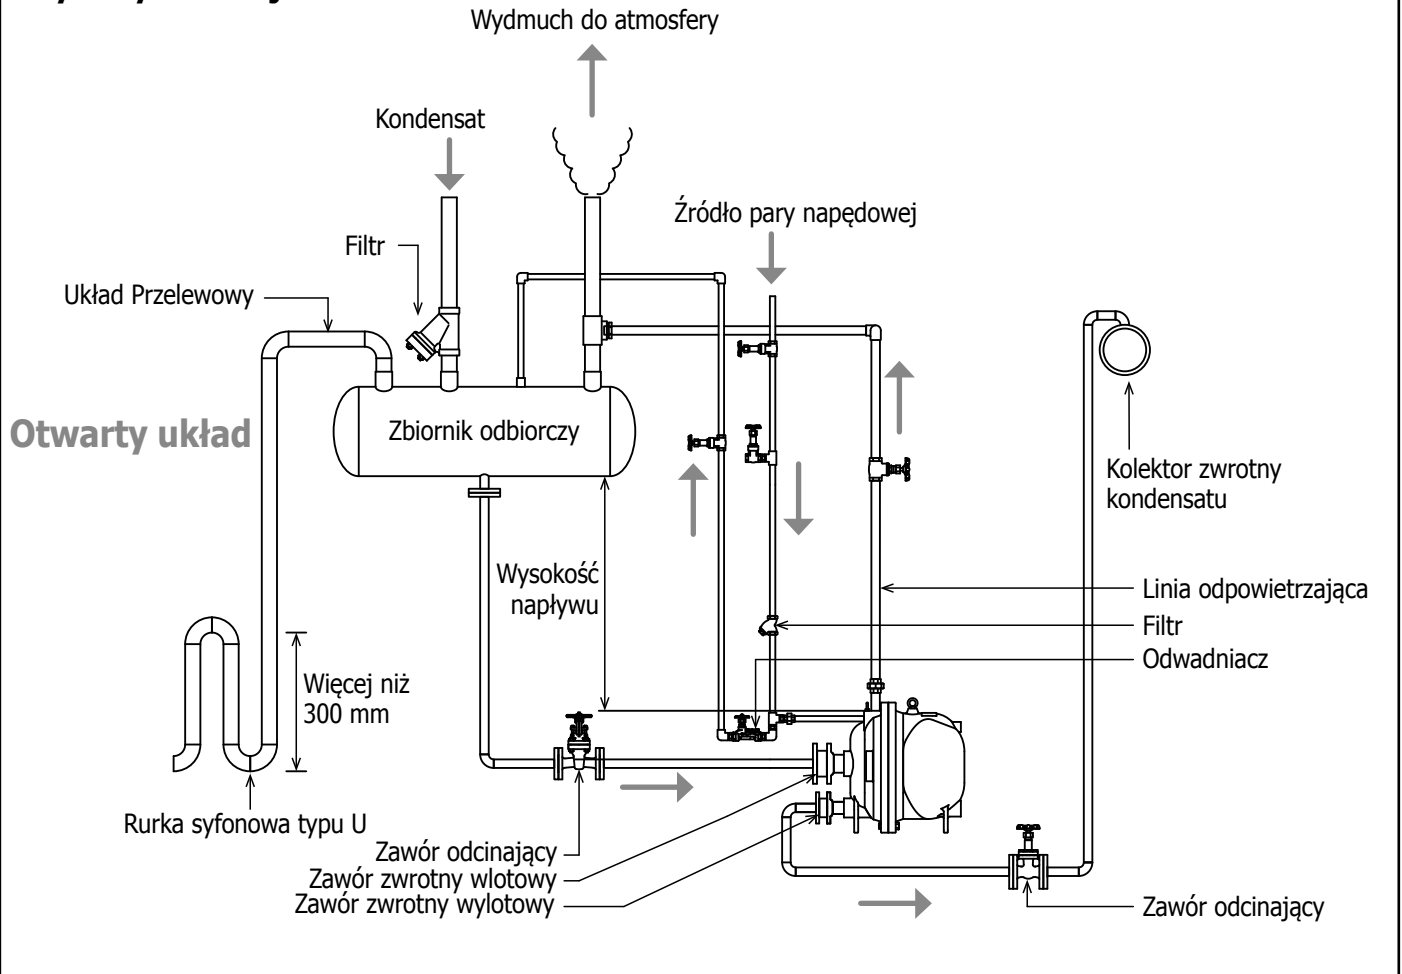 Wydmuch do atmosfery
Kondensat
Źródło pary napędowej
Filtr
Układ Przelewowy
Otwarty układ
Zbiornik odbiorczy
Kolektor zwrotny
kondensatu
Wysokość
napływu
Linia odpowietrzająca
Filtr
Odwadniacz
Więcej niż
300 mm
Rurka syfonowa typu U
Zawór odcinający
Zawór zwrotny wlotowy
Zawór zwrotny wylotowy
Zawór odcinający